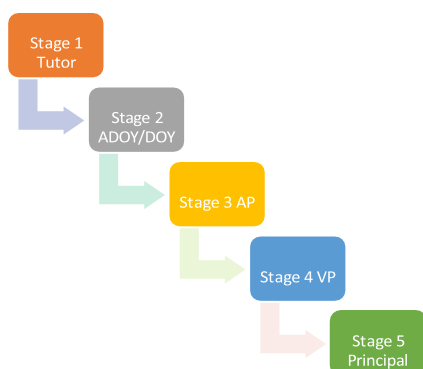 Stage 1
Tutor
Stage 2
ADOY/DOY
Stage 3 AP
Stage 4 VP
Stage 5
Principal